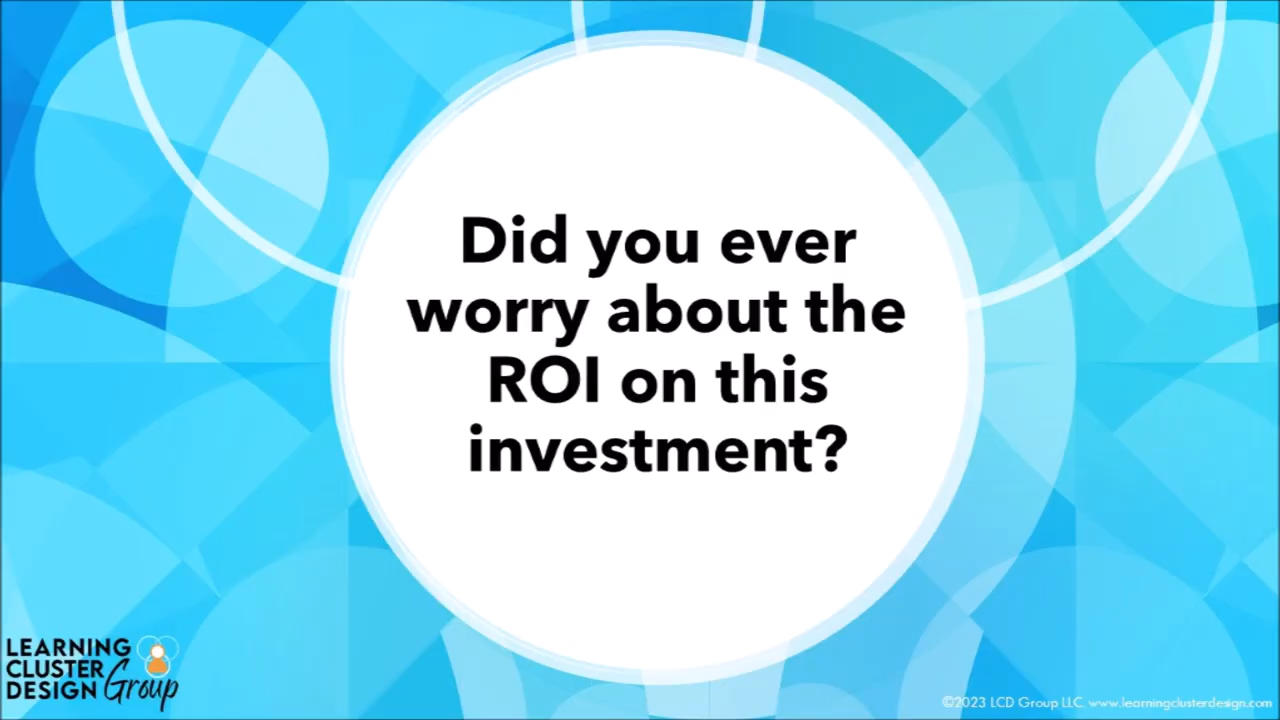 Did you ever
worry about the
ROI on this
investment?
LEARNING
CLUSTER
DESIGN Group
©2023 LCD Group LLC. www.learningclusterdesign.com